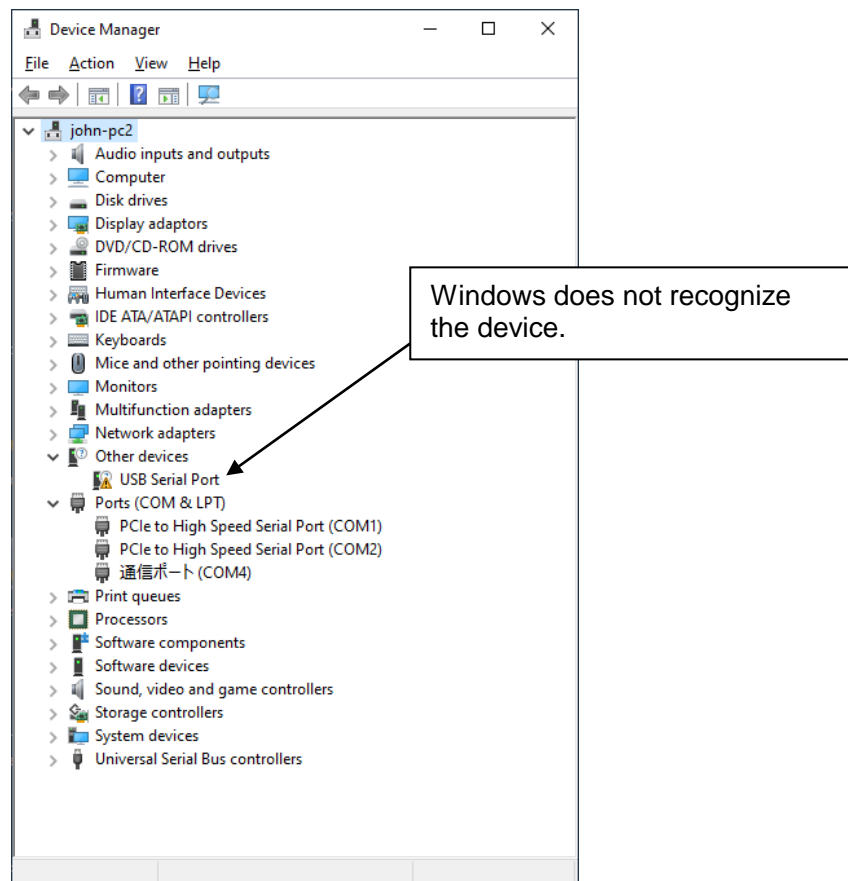 Device Manager
File Action View Help
john-pc2
Audio inputs and outputs
Computer
Disk drives
Display adaptors
DVD/CD-ROM drives
Firmware
Human Interface Devices
IDE ATA/ATAPI controllers
Keyboards
Mice and other pointing devices
Monitors
Multifunction adapters
Network adapters
Other devices
USB Serial Port
Ports (COM & LPT)
PCIe to High Speed Serial Port (COM1)
PCIe to High Speed Serial Port (COM2)
通信ポート (COM4)
Print queues
Processors
Software components
Software devices
Sound, video and game controllers
Storage controllers
System devices
Universal Serial Bus controllers
Windows does not recognize
the device.